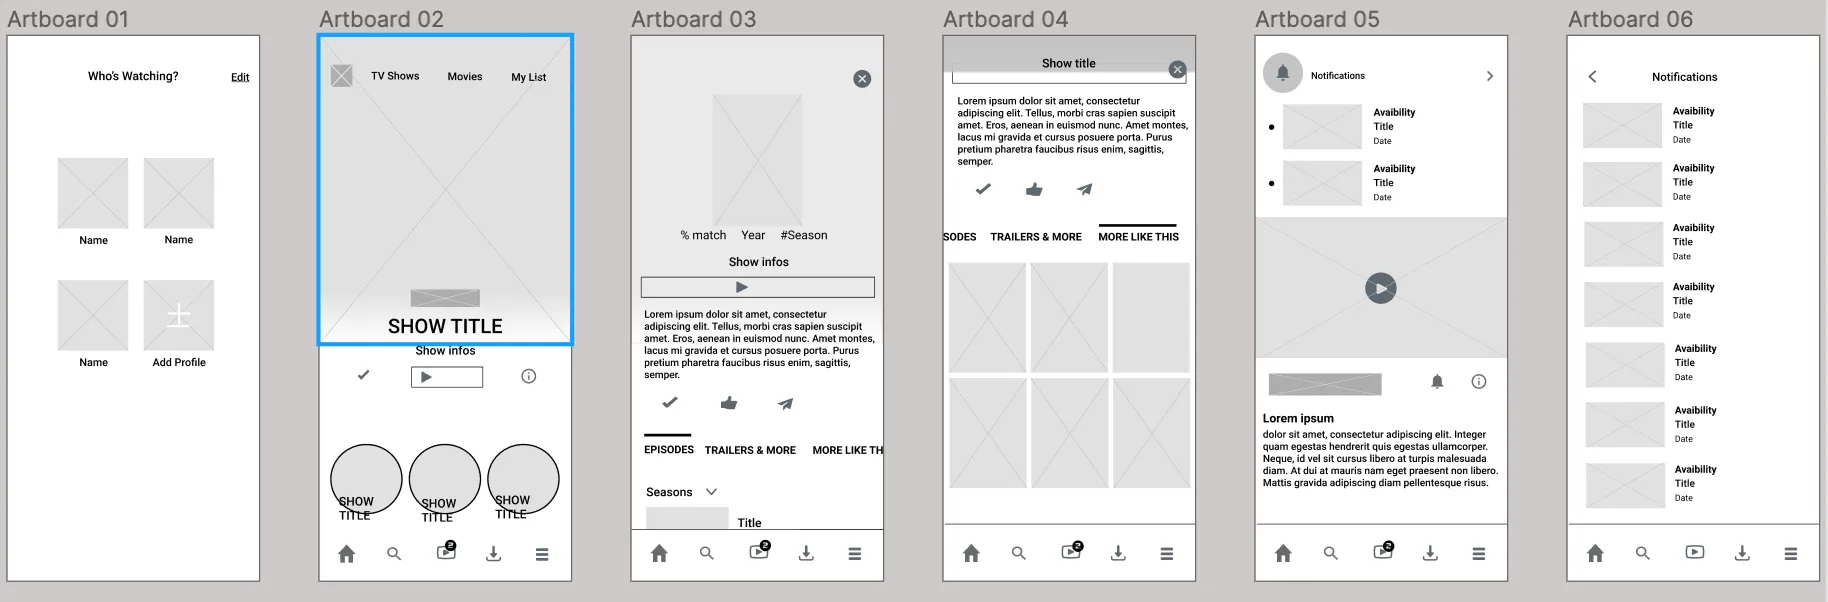 Artboard 01
Who's Watching?
Edit
Name
Name
Name
Add Profile
Artboard 02
TV Shows
Movies
My List
SHOW TITLE
Show infos
SHOW
TITLE
SHOW
TITLE
SHOW
TITLE
2
Artboard 03
% match
Year
#Season
Show infos
Lorem ipsum dolor sit amet, consectetur
adipiscing elit. Tellus, morbi cras sapien suscipit
amet. Eros, aenean in euismod nunc. Amet montes,
lacus mi gravida et cursus posuere porta. Purus
pretium pharetra faucibus risus enim, sagittis,
semper.
EPISODES
TRAILERS & MORE
MORE LIKE TH
Seasons
Title
2
Artboard 04
Show title
Lorem ipsum dolor sit amet, consectetur
adipiscing elit. Tellus, morbi cras sapien suscipit
amet. Eros, aenean in euismod nunc. Amet montes,
lacus mi gravida et cursus posuere porta. Purus
pretium pharetra faucibus risus enim, sagittis,
semper.
SODES
TRAILERS & MORE
MORE LIKE THIS
2
Artboard 05
Notifications
Avaibility
Title
Date
Avaibility
Title
Date
Lorem ipsum
dolor sit amet, consectetur adipiscing elit. Integer
quam egestas hendrerit quis egestas ullamcorper.
Neque, id vel sit cursus libero at turpis malesuada
diam. At dui at mauris nam eget praesent non libero.
Mattis gravida adipiscing diam pellentesque risus.
2
Artboard 06
Notifications
Avaibility
Title
Date
Avaibility
Title
Date
Avaibility
Title
Date
Avaibility
Title
Date
Avaibility
Title
Date
Avaibility
Title
Date
Avaibility
Title
Date